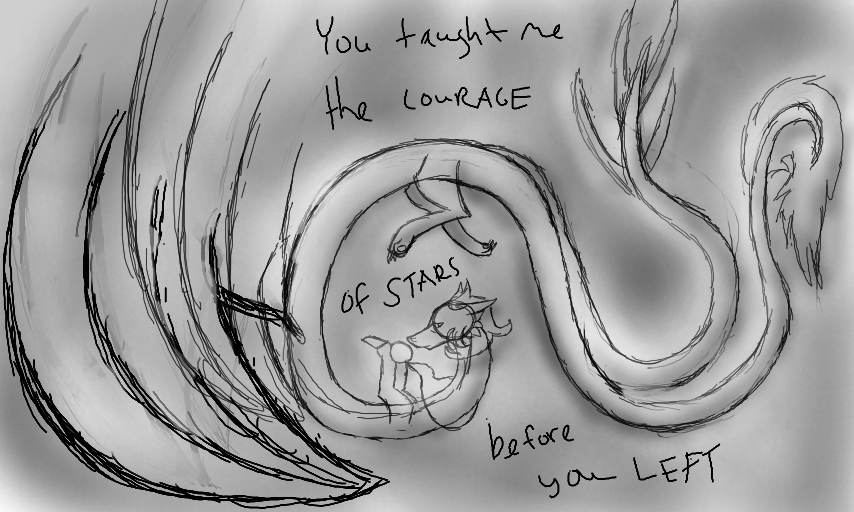 You taught me
the COURAGE
OF STARS
before
you LEFT